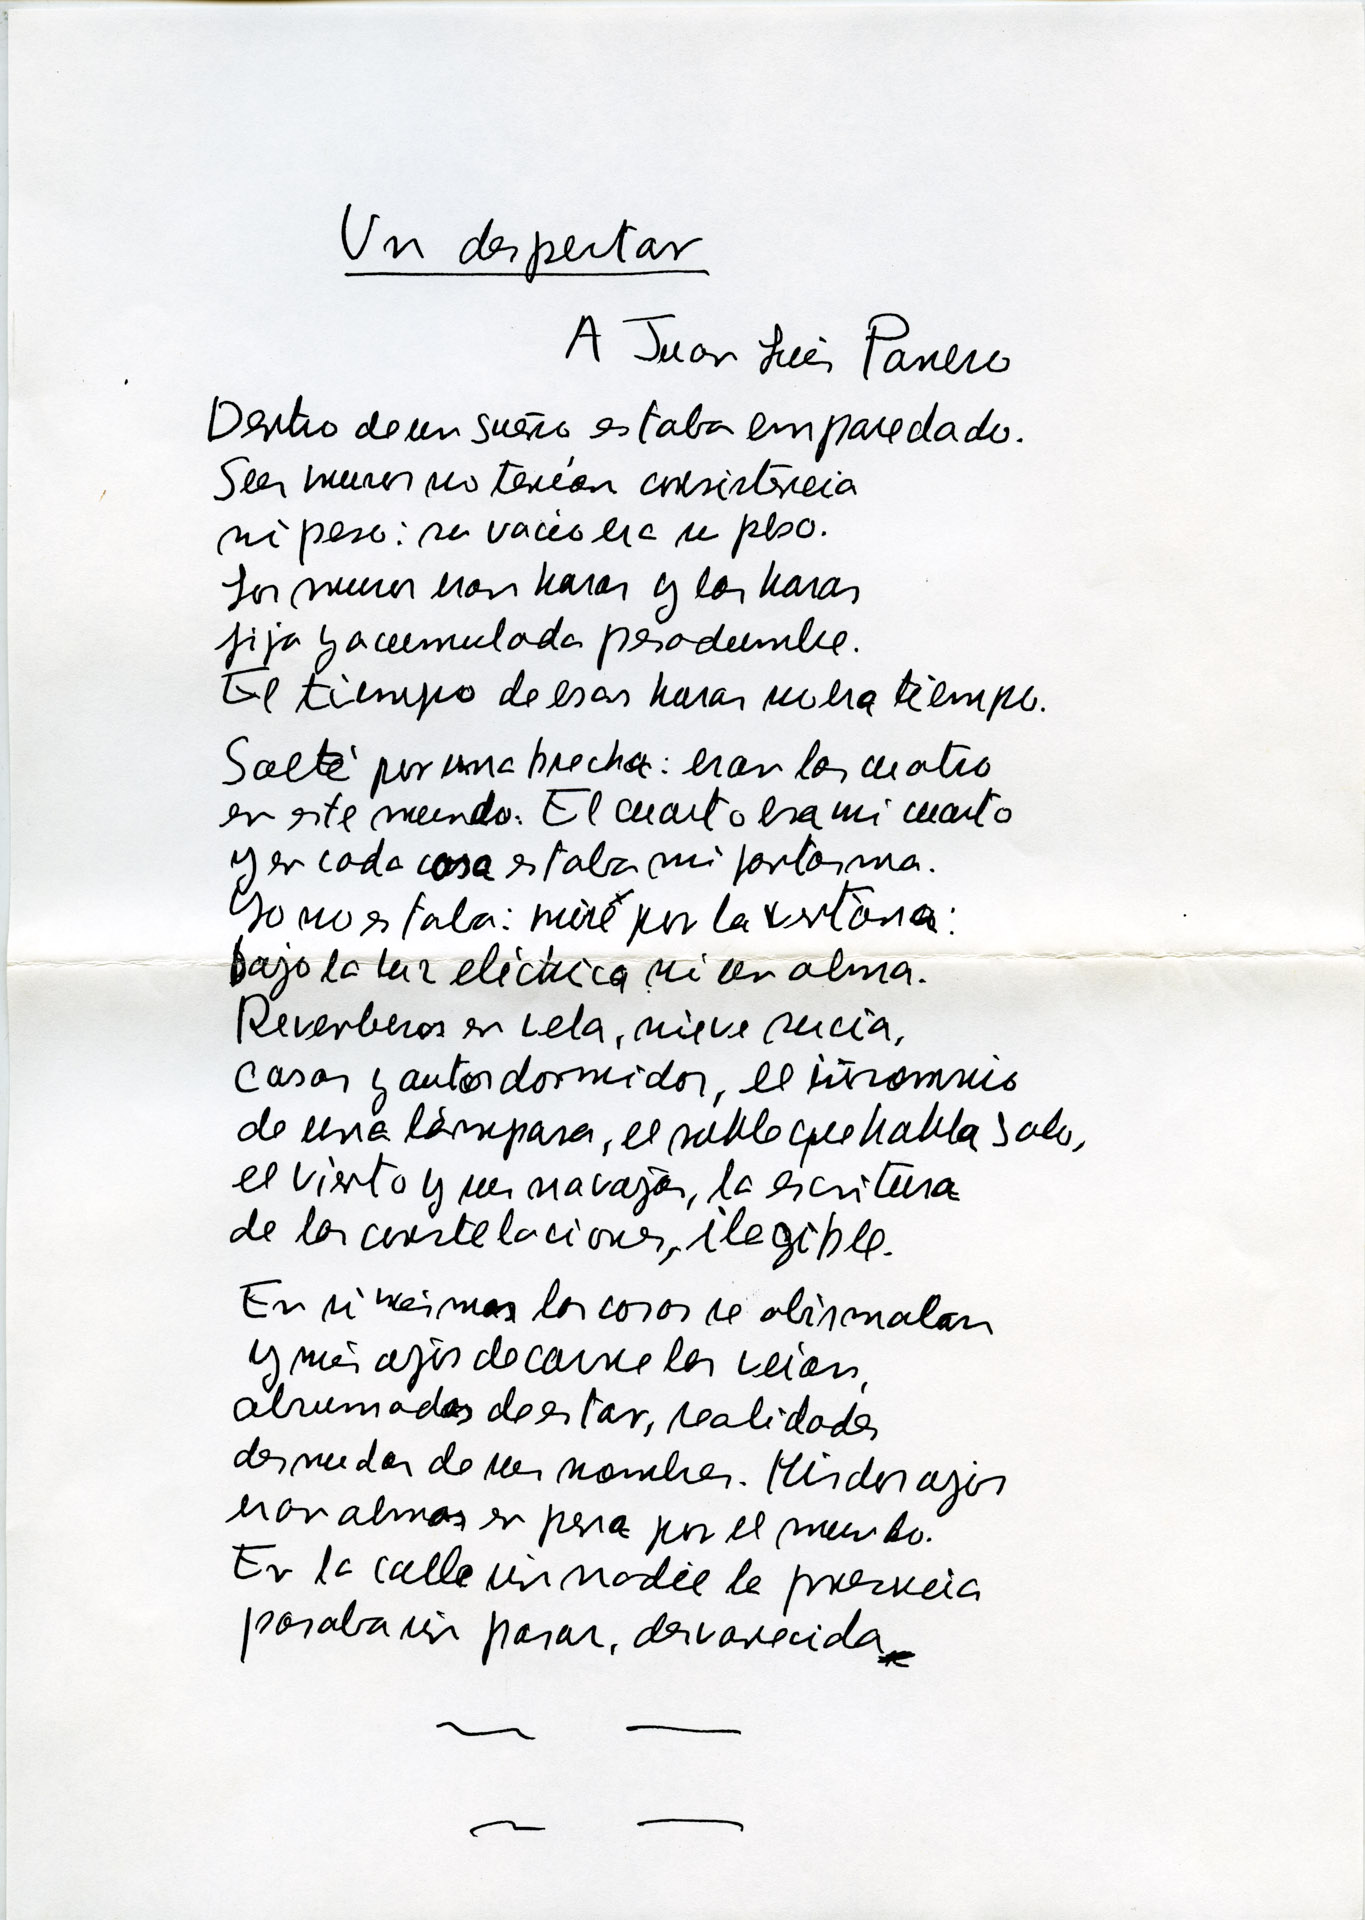 Un despertar
A Juan Luis Panero
Dentro de un sueño estaba emparedado.
Sus muros no tenían consistencia
ni peso: su vacío era su peso.
Los muros eran horas y las horas
fija y acumulada pesadumbre.
El tiempo de esas horas no era tiempo.
Salté por una brecha: eran las cuatro
en este mundo. El cuarto era mi cuarto
y en cada cosa estaba mi fantasma.
Yo no estaba: miré por la ventana:
bajo la luz eléctrica ni un alma.
Reverberos en vela, nieve sucia,
casas y autos dormidos, el insomnio
de una lámpara, el roble que habla solo,
el viento y sus navajas, la escritura
de las constelaciones, ilegible.
En sí mismas las cosas se abismaban
y mis ojos de carne las veían,
abrumadas de estar, realidades
desnudas de sus nombres. Mis dos ojos
eran almas en pena por el mundo.
En la calle sin nadie la presencia
pasaba sin pasar, desvanecida